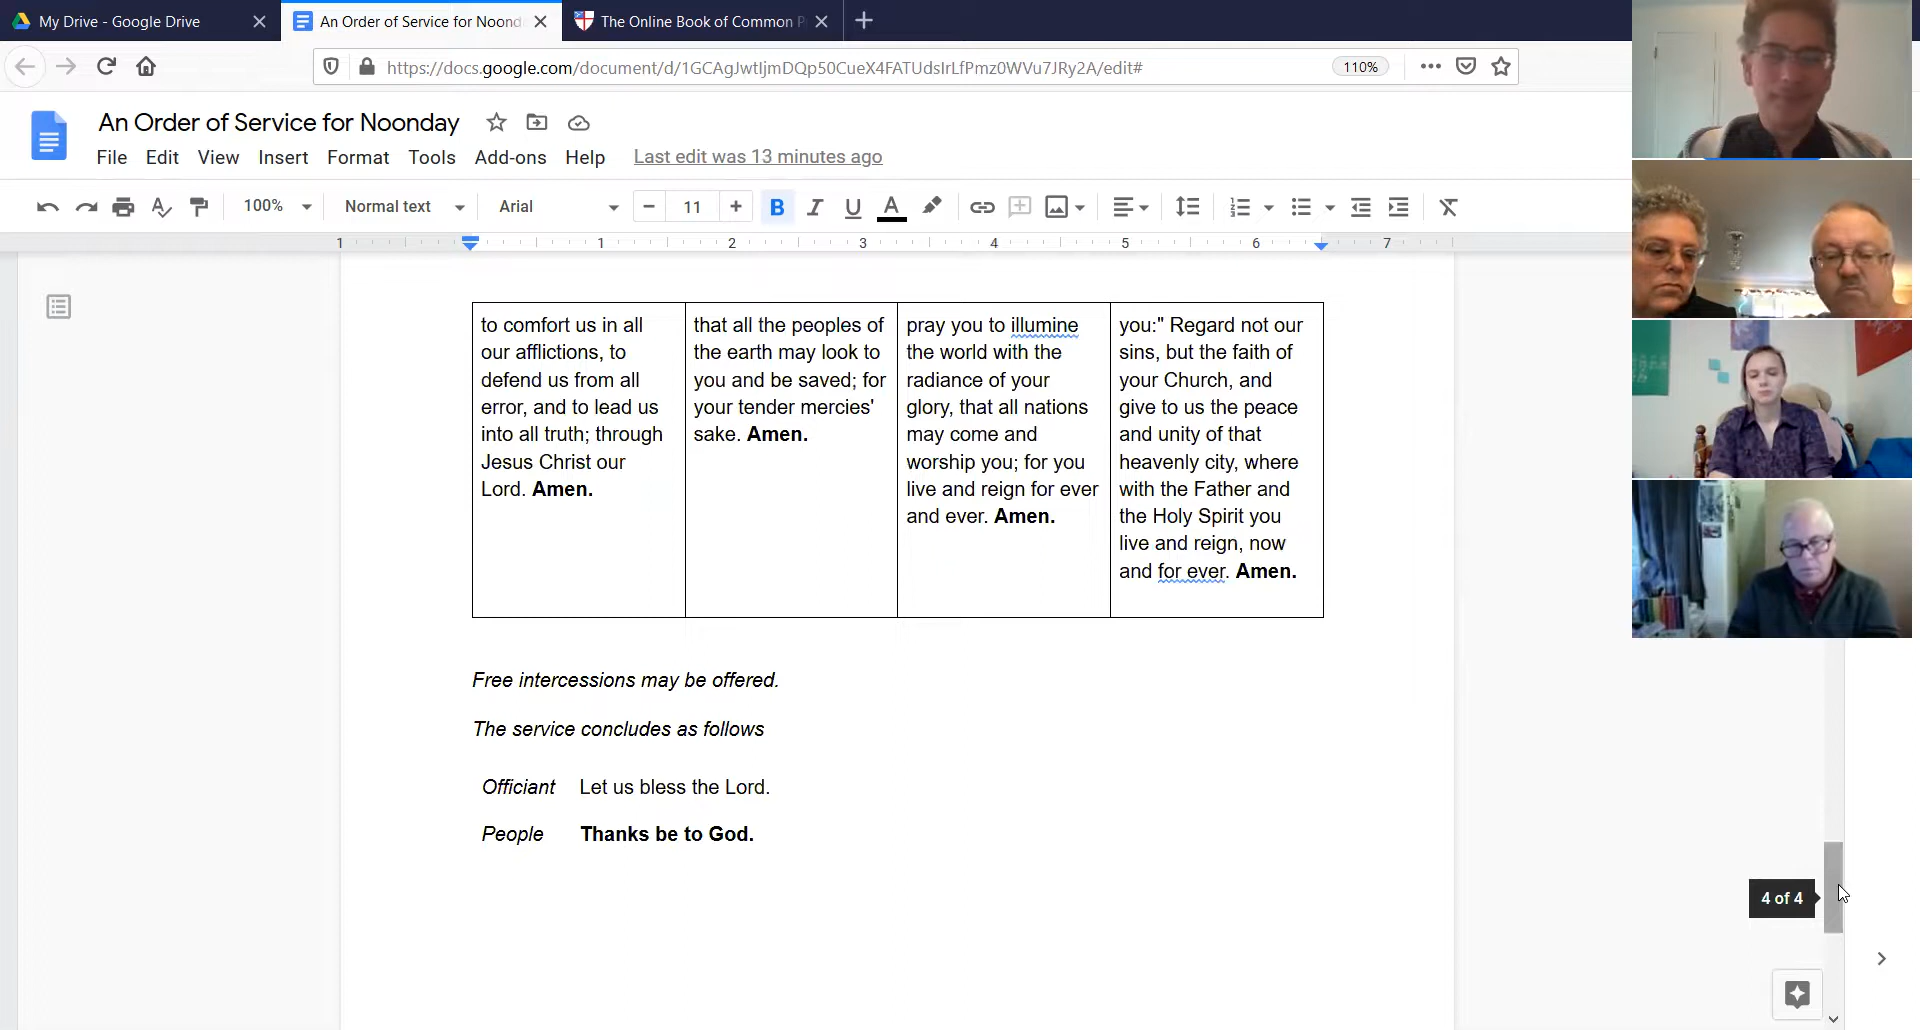 My Drive - Google Drive
An Order of Service for Noond
The Online Book of Common P
https://docs.google.com/document/d/1GCAgJwtIjmDQp50CueX4FATUdsIrLfPmz0WVu7JRy2A/edit#
110%
An Order of Service for Noonday
File Edit View Insert Format Tools Add-ons Help Last edit was 13 minutes ago
100% Normal text Arial 11 B I U A
1 1 2 3 4 5 6 7
to comfort us in all
our afflictions, to
defend us from all
error, and to lead us
into all truth; through
Jesus Christ our
Lord. Amen.
that all the peoples of
the earth may look to
you and be saved; for
your tender mercies'
sake. Amen.
pray you to illumine
the world with the
radiance of your
glory, that all nations
may come and
worship you; for you
live and reign for ever
and ever. Amen.
you:" Regard not our
sins, but the faith of
your Church, and
give to us the peace
and unity of that
heavenly city, where
with the Father and
the Holy Spirit you
live and reign, now
and for ever. Amen.
Free intercessions may be offered.
The service concludes as follows
Officiant Let us bless the Lord.
People Thanks be to God.
4 of 4